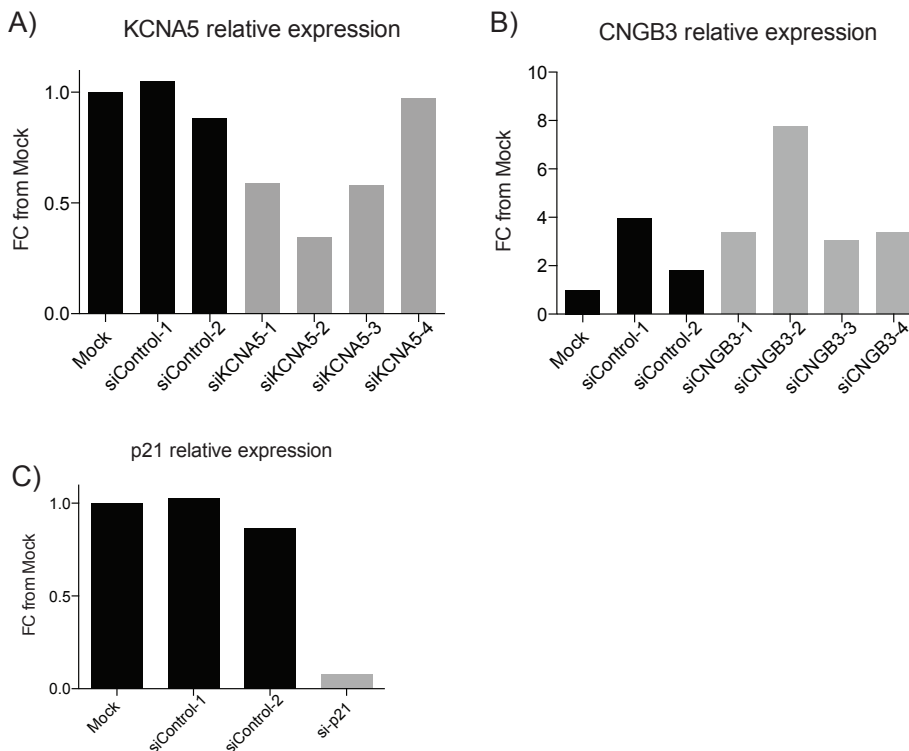 A)
KCNA5 relative expression
FC from Mock
1.0
0.5
0.0
Mock
siControl-1
siControl-2
siKCNA5-1
siKCNA5-2
siKCNA5-3
siKCNA5-4
B)
CNGB3 relative expression
FC from Mock
10
8
6
4
2
0
Mock
siControl-1
siControl-2
siCNGB3-1
siCNGB3-2
siCNGB3-3
siCNGB3-4
C)
p21 relative expression
FC from Mock
1.0
0.5
0.0
Mock
siControl-1
siControl-2
si-p21